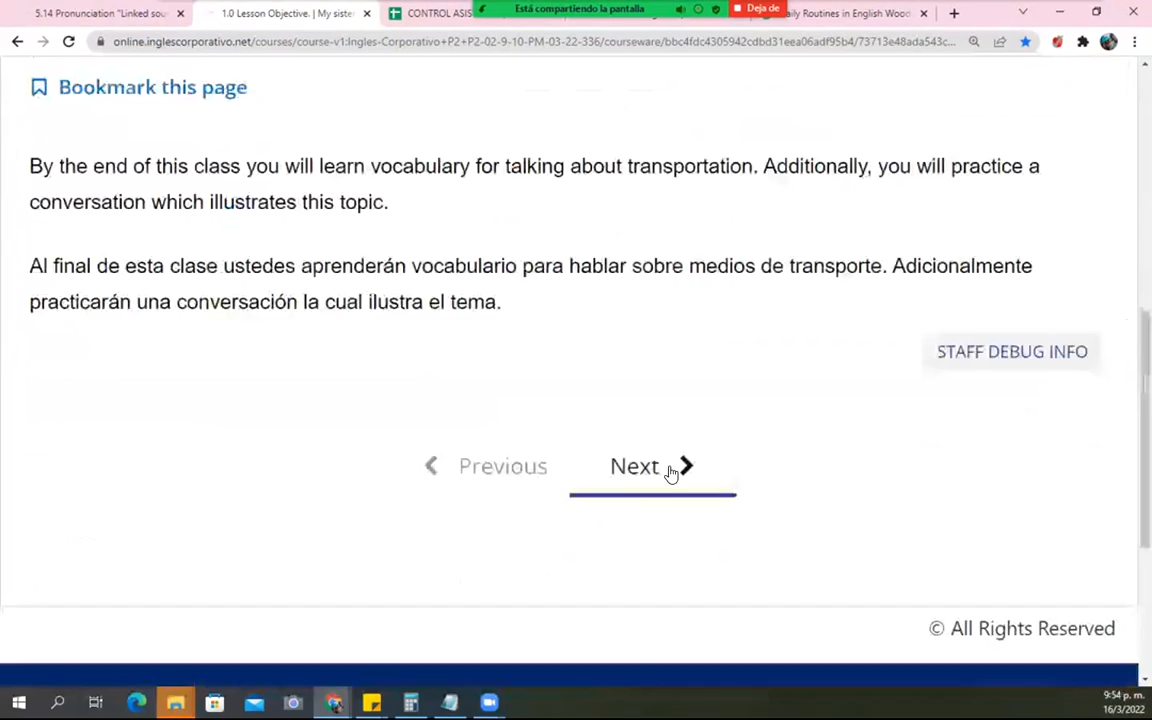 5.14 Pronunciation "Linked sou
1.0 Lesson Objective. | My siste
CONTROL ASIS
Está compartiendo la pantalla
Deja de
ily Routines in English Wood
online.inglescorporativo.net/courses/course-v1:Ingles-Corporativo+P2+P2-02-9-10-PM-03-22-336/courseware/bbc4fdc4305942cdbd31eea06adf95b4/73713e48ada543c...
Bookmark this page
By the end of this class you will learn vocabulary for talking about transportation. Additionally, you will practice a
conversation which illustrates this topic.
Al final de esta clase ustedes aprenderán vocabulario para hablar sobre medios de transporte. Adicionalmente
practicarán una conversación la cual ilustra el tema.
STAFF DEBUG INFO
Previous
Next
© All Rights Reserved
9:54 p. m.
16/3/2022